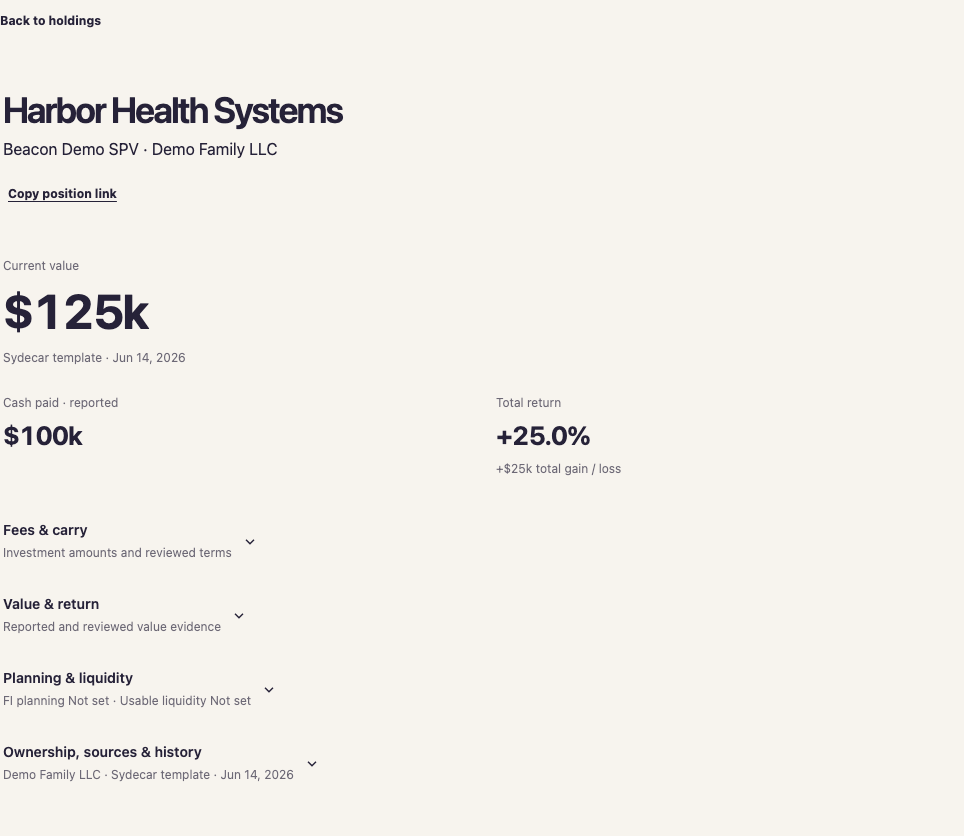 Back to holdings
Harbor Health Systems
Beacon Demo SPV · Demo Family LLC
Copy position link
Current value
$125k
Sydecar template · Jun 14, 2026
Cash paid · reported
$100k
Total return
+25.0%
+$25k total gain / loss
Fees & carry
Investment amounts and reviewed terms
Value & return
Reported and reviewed value evidence
Planning & liquidity
FI planning Not set · Usable liquidity Not set
Ownership, sources & history
Demo Family LLC · Sydecar template · Jun 14, 2026